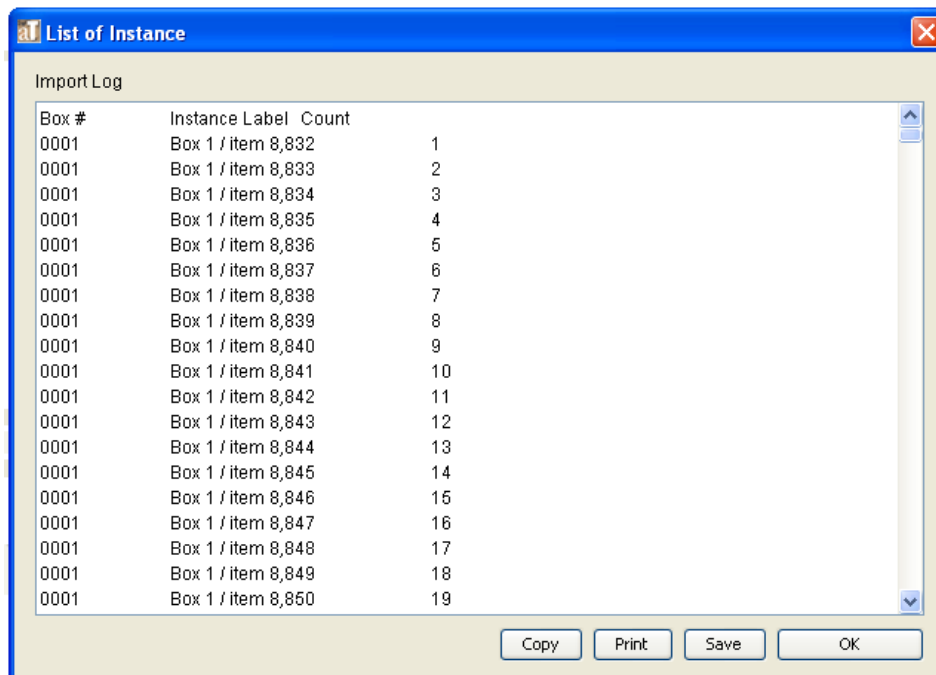 aT List of Instance
Import Log
Box # Instance Label Count
0001 Box 1 / item 8,832 1
0001 Box 1 / item 8,833 2
0001 Box 1 / item 8,834 3
0001 Box 1 / item 8,835 4
0001 Box 1 / item 8,836 5
0001 Box 1 / item 8,837 6
0001 Box 1 / item 8,838 7
0001 Box 1 / item 8,839 8
0001 Box 1 / item 8,840 9
0001 Box 1 / item 8,841 10
0001 Box 1 / item 8,842 11
0001 Box 1 / item 8,843 12
0001 Box 1 / item 8,844 13
0001 Box 1 / item 8,845 14
0001 Box 1 / item 8,846 15
0001 Box 1 / item 8,847 16
0001 Box 1 / item 8,848 17
0001 Box 1 / item 8,849 18
0001 Box 1 / item 8,850 19
Copy Print Save OK